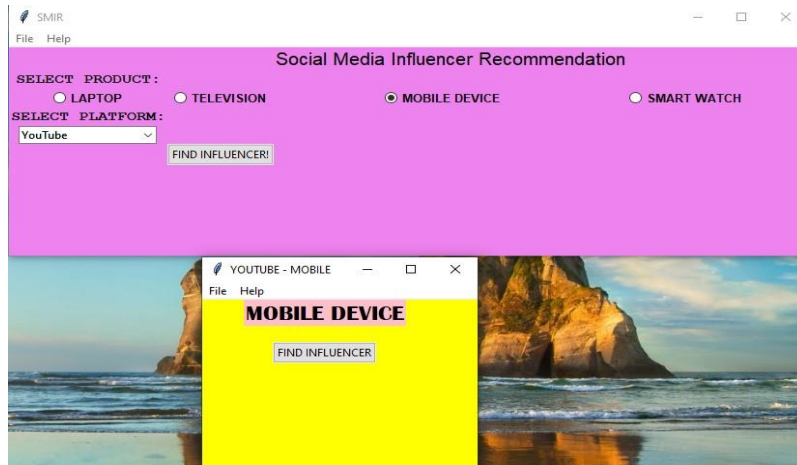 SMIR
File Help
Social Media Influencer Recommendation
SELECT PRODUCT:
LAPTOP TELEVISION MOBILE DEVICE SMART WATCH
SELECT PLATFORM:
YouTube
FIND INFLUENCER!
YOUTUBE - MOBILE
File Help
MOBILE DEVICE
FIND INFLUENCER